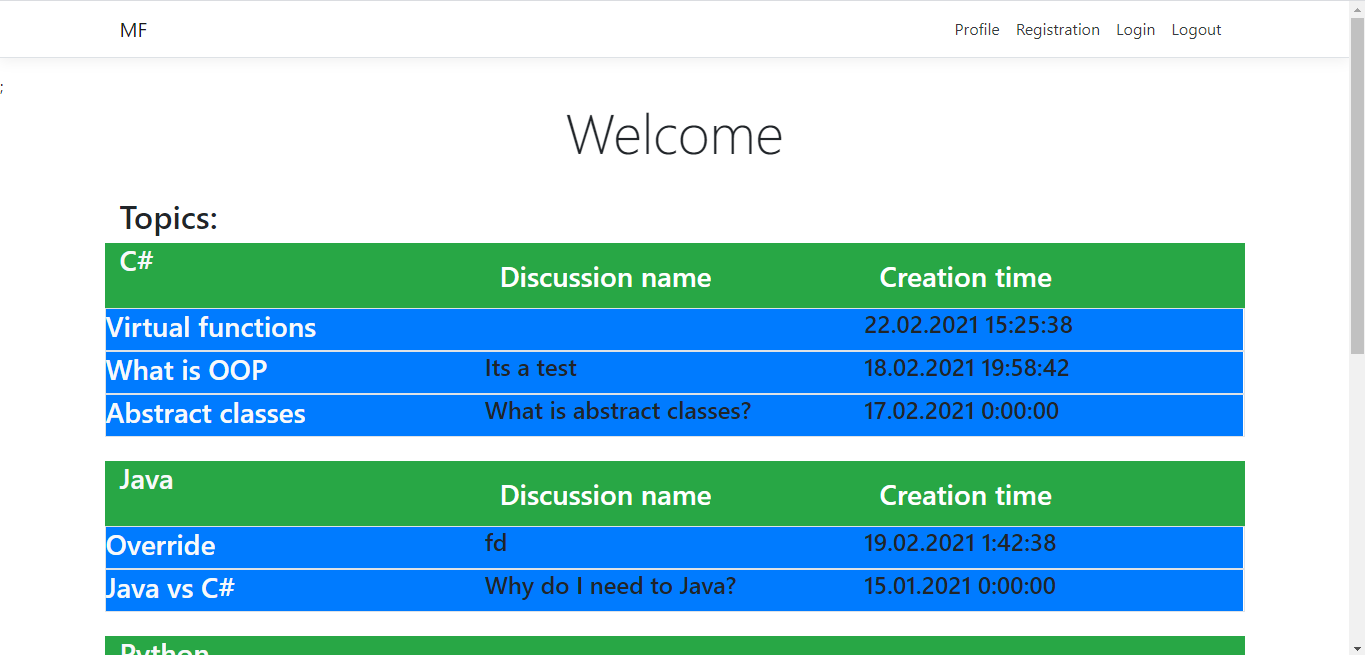 MF Profile Registration Login Logout
;
Welcome
Topics:
C# Discussion name Creation time
Virtual functions 22.02.2021 15:25:38
What is OOP Its a test 18.02.2021 19:58:42
Abstract classes What is abstract classes? 17.02.2021 0:00:00
Java Discussion name Creation time
Override fd 19.02.2021 1:42:38
Java vs C# Why do I need to Java? 15.01.2021 0:00:00
Python